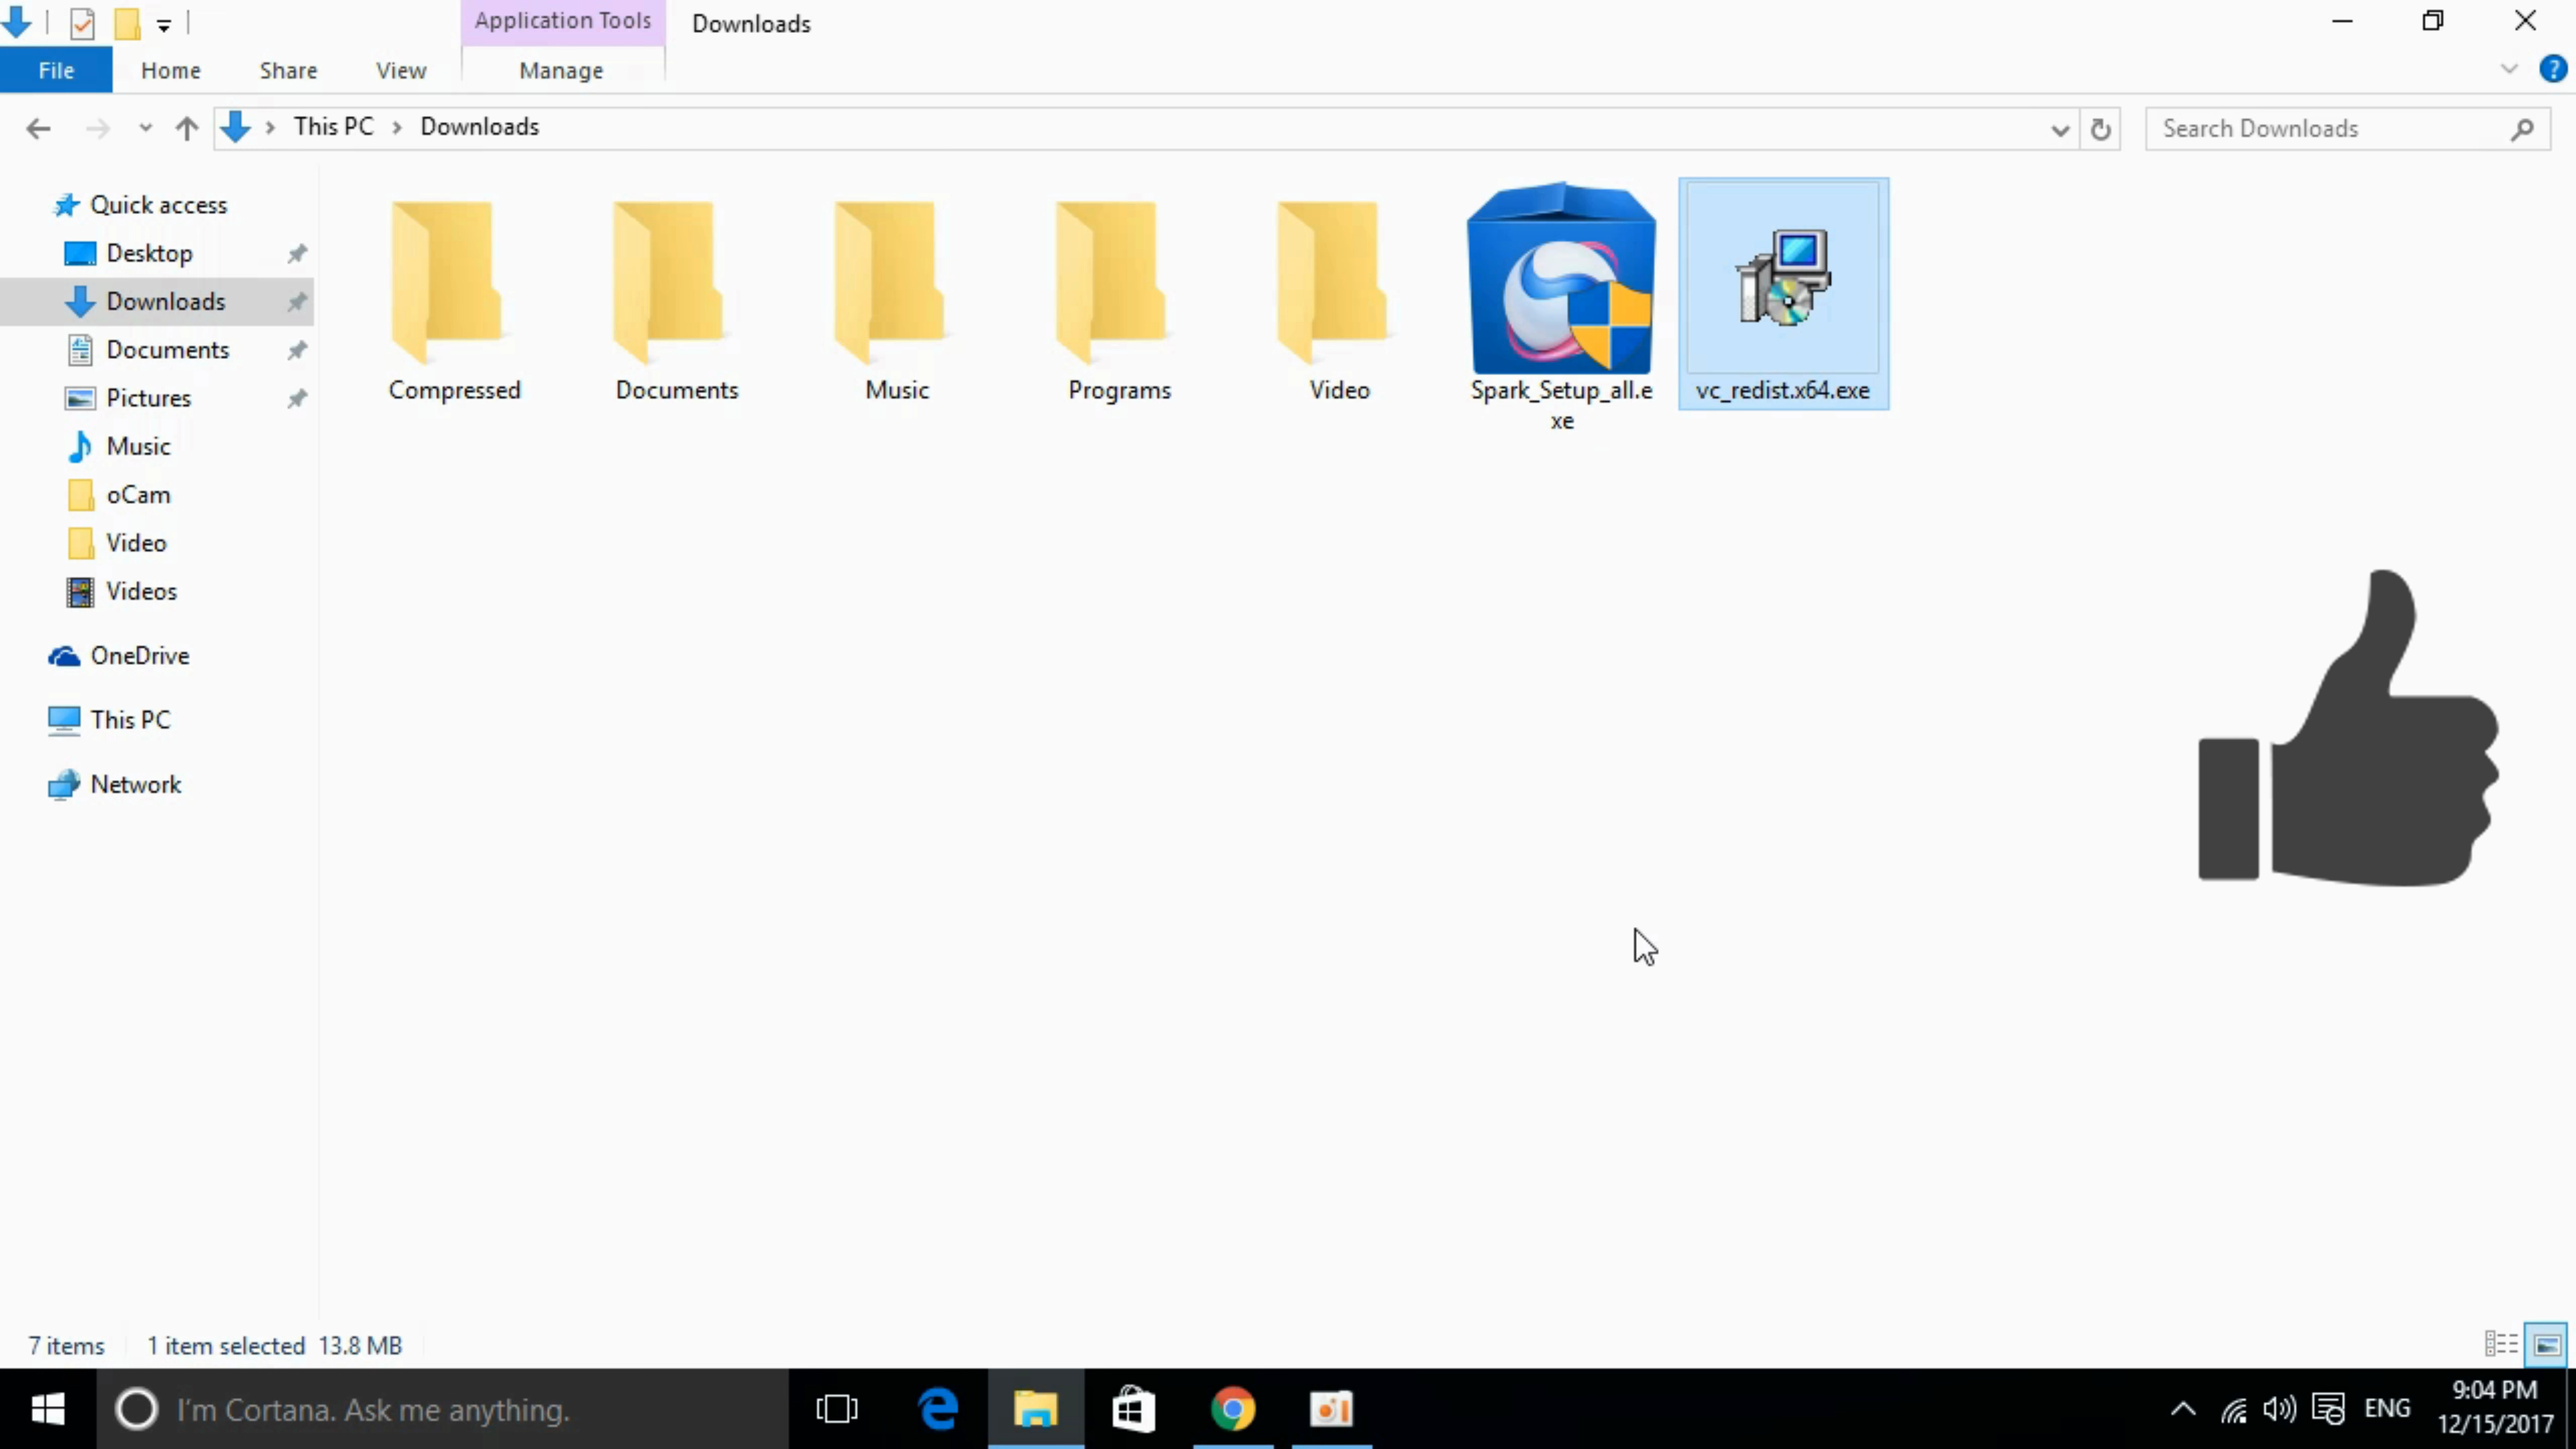 Application Tools
Downloads
File
Home
Share
View
Manage
?
This PC
Downloads
Search Downloads
Quick access
Desktop
Downloads
Documents
Pictures
Music
oCam
Video
Videos
OneDrive
This PC
Network
Compressed
Documents
Music
Programs
Video
Spark_Setup_all.e
xe
vc_redist.x64.exe
7 items
1 item selected 13.8 MB
I'm Cortana. Ask me anything.
ENG
9:04 PM
12/15/2017